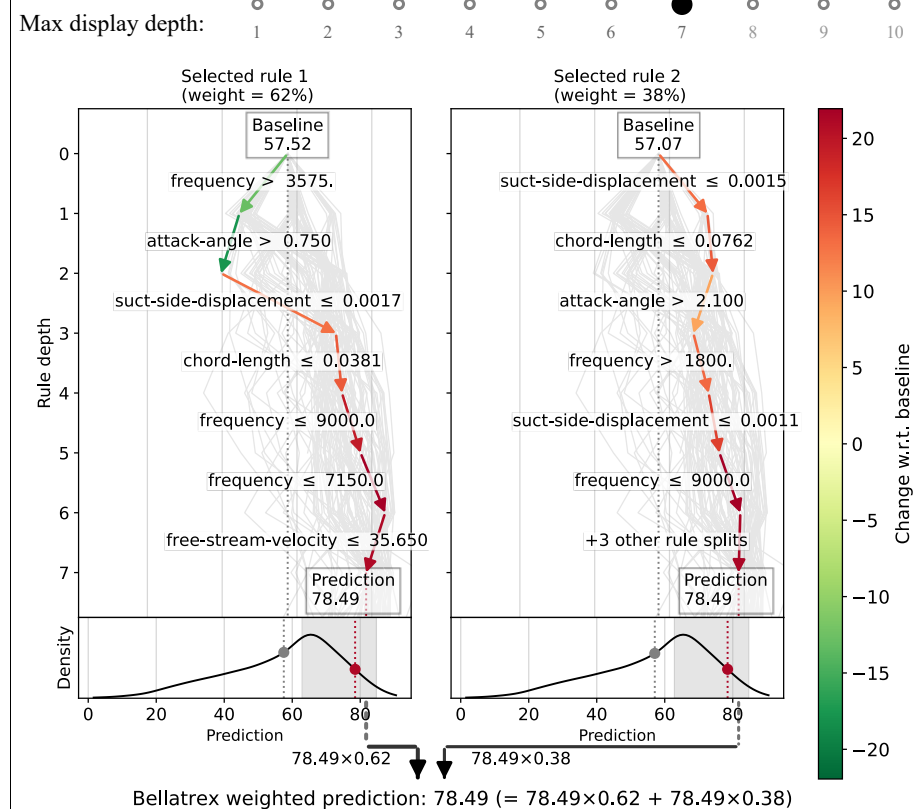 Max display depth:
1 2 3 4 5 6 7 8 9 10
Selected rule 1
(weight = 62%)
Baseline
57.52
frequency > 3575.
attack-angle > 0.750
suct-side-displacement ≤ 0.0017
chord-length ≤ 0.0381
frequency ≤ 9000.0
frequency ≤ 7150.0
free-stream-velocity ≤ 35.650
Prediction
78.49
Rule depth
0
1
2
3
4
5
6
7
Density
0 20 40 60 80
Prediction
Selected rule 2
(weight = 38%)
Baseline
57.07
suct-side-displacement ≤ 0.0015
chord-length ≤ 0.0762
attack-angle > 2.100
frequency > 1800.
suct-side-displacement ≤ 0.0011
frequency ≤ 9000.0
+3 other rule splits
Prediction
78.49
0 20 40 60 80
Prediction
20
15
10
5
0
−5
−10
−15
−20
Change w.r.t. baseline
78.49×0.62
78.49×0.38
Bellatrex weighted prediction: 78.49 (= 78.49×0.62 + 78.49×0.38)